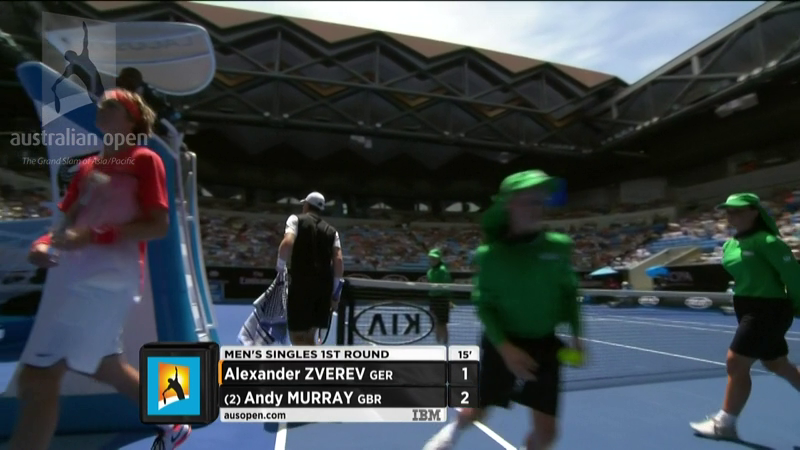 australian open
The Grand Slam of Asia/Pacific
KIA
MEN'S SINGLES 1ST ROUND 15'
Alexander ZVEREV GER 1
(2) Andy MURRAY GBR 2
ausopen.com IBM